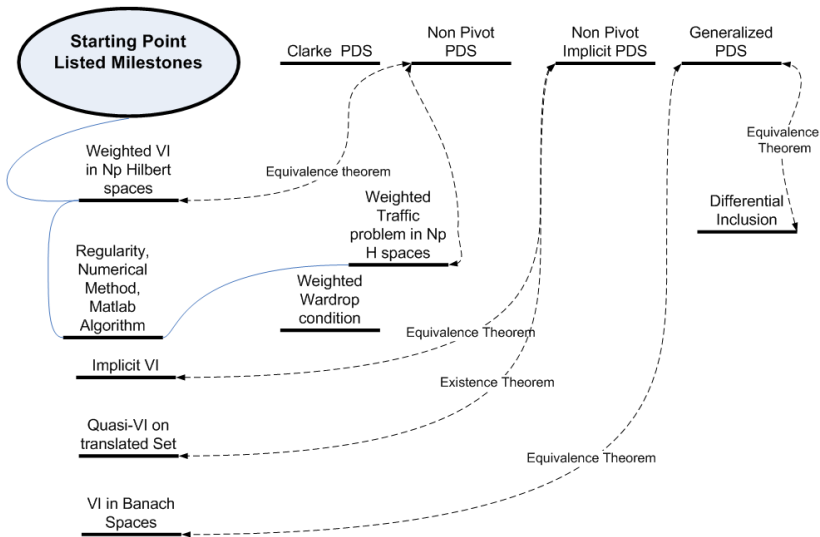 Starting Point
Listed Milestones
Clarke PDS
Non Pivot
PDS
Non Pivot
Implicit PDS
Generalized
PDS
Equivalence
Theorem
Weighted VI
in Np Hilbert
spaces
Equivalence theorem
Weighted
Traffic
problem in Np
H spaces
Differential
Inclusion
Regularity,
Numerical
Method,
Matlab
Algorithm
Weighted
Wardrop
condition
Equivalence Theorem
Implicit VI
Existence Theorem
Quasi-VI on
translated Set
Equivalence Theorem
VI in Banach
Spaces